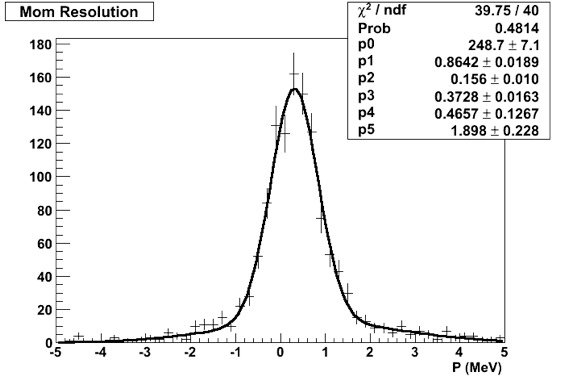 Mom Resolution
χ² / ndf 39.75 / 40
Prob 0.4814
p0 248.7 ± 7.1
p1 0.8642 ± 0.0189
p2 0.156 ± 0.010
p3 0.3728 ± 0.0163
p4 0.4657 ± 0.1267
p5 1.898 ± 0.228
180
160
140
120
100
80
60
40
20
0
-5 -4 -3 -2 -1 0 1 2 3 4 5
P (MeV)